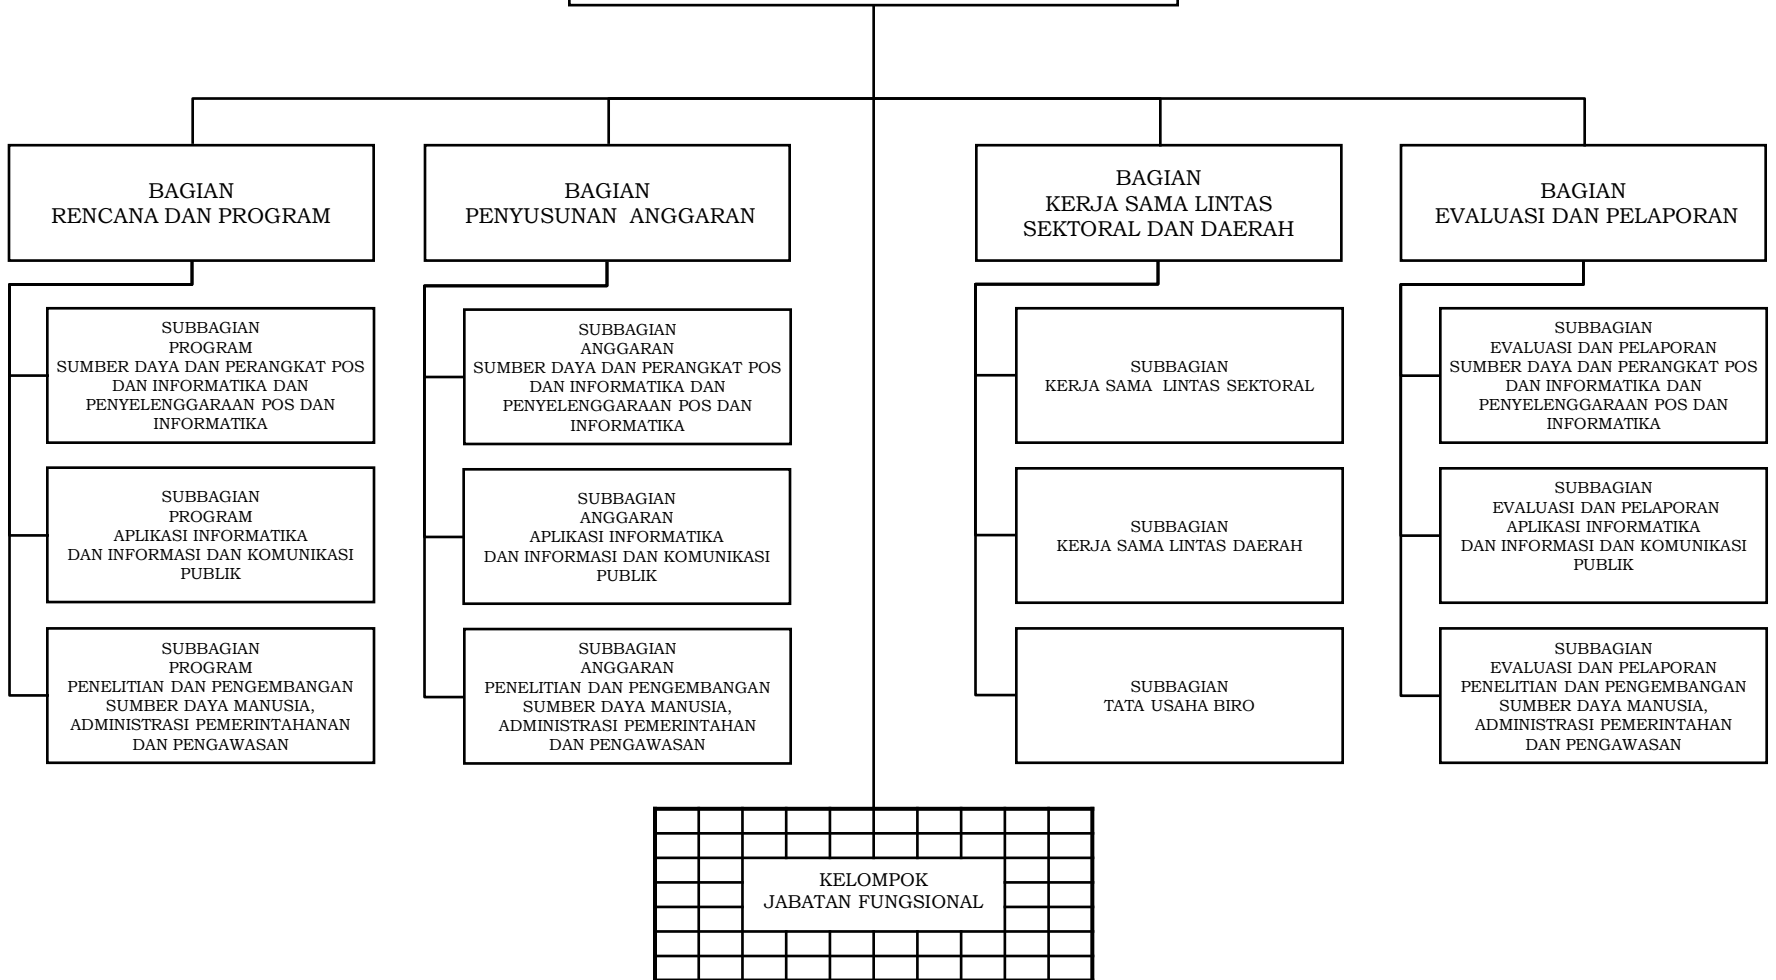 BAGIAN
RENCANA DAN PROGRAM
BAGIAN
PENYUSUNAN ANGGARAN
BAGIAN
KERJA SAMA LINTAS
SEKTORAL DAN DAERAH
BAGIAN
EVALUASI DAN PELAPORAN
SUBBAGIAN
PROGRAM
SUMBER DAYA DAN PERANGKAT POS
DAN INFORMATIKA DAN
PENYELENGGARAAN POS DAN
INFORMATIKA
SUBBAGIAN
ANGGARAN
SUMBER DAYA DAN PERANGKAT POS
DAN INFORMATIKA DAN
PENYELENGGARAAN POS DAN
INFORMATIKA
SUBBAGIAN
KERJA SAMA LINTAS SEKTORAL
SUBBAGIAN
EVALUASI DAN PELAPORAN
SUMBER DAYA DAN PERANGKAT POS
DAN INFORMATIKA DAN
PENYELENGGARAAN POS DAN
INFORMATIKA
SUBBAGIAN
PROGRAM
APLIKASI INFORMATIKA
DAN INFORMASI DAN KOMUNIKASI
PUBLIK
SUBBAGIAN
ANGGARAN
APLIKASI INFORMATIKA
DAN INFORMASI DAN KOMUNIKASI
PUBLIK
SUBBAGIAN
KERJA SAMA LINTAS DAERAH
SUBBAGIAN
EVALUASI DAN PELAPORAN
APLIKASI INFORMATIKA
DAN INFORMASI DAN KOMUNIKASI
PUBLIK
SUBBAGIAN
PROGRAM
PENELITIAN DAN PENGEMBANGAN
SUMBER DAYA MANUSIA,
ADMINISTRASI PEMERINTAHANAN
DAN PENGAWASAN
SUBBAGIAN
ANGGARAN
PENELITIAN DAN PENGEMBANGAN
SUMBER DAYA MANUSIA,
ADMINISTRASI PEMERINTAHAN
DAN PENGAWASAN
SUBBAGIAN
TATA USAHA BIRO
SUBBAGIAN
EVALUASI DAN PELAPORAN
PENELITIAN DAN PENGEMBANGAN
SUMBER DAYA MANUSIA,
ADMINISTRASI PEMERINTAHAN
DAN PENGAWASAN
KELOMPOK
JABATAN FUNGSIONAL